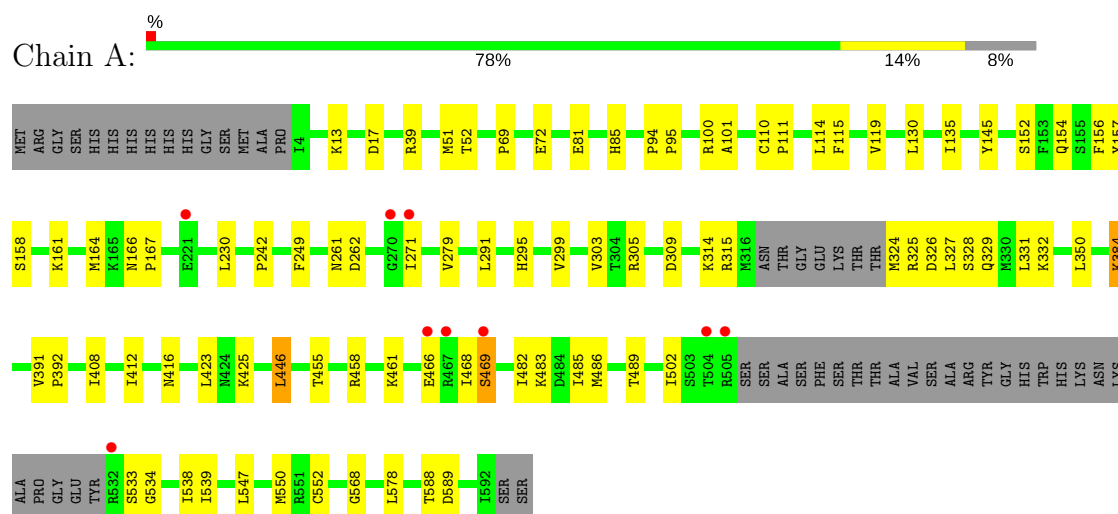 %
Chain A:
78% 14% 8%
MET ARG GLY SER HIS HIS HIS HIS HIS HIS GLY SER MET ALA PRO I4 K13 D17 R39 M51 T52 P69 E72 E81 H85 P94 P95 R100 A101 C110 P111 L114 F115 V119 L130 I135 Y145 S152 F153 Q154 S155 F156 Y157
S158 K161 M164 K165 N166 P167 E221 L230 P242 F249 N261 D262 G270 I271 V279 L291 H295 V299 V303 T304 R305 D309 K314 R315 M316 ASN THR GLY GLU LYS THR THR M324 R325 D326 L327 S328 Q329 M330 L331 K332 L350 K384
V391 P392 I408 I412 N416 L423 N424 K425 L446 T455 R458 K461 E466 R467 I468 S469 I482 K483 D484 I485 M486 T489 I502 S503 T504 R505 SER SER ALA SER PHE SER THR THR ALA VAL SER ALA ARG TYR GLY HIS TRP HIS LYS ASN LYS
ALA PRO GLY GLU TYR R532 S533 G534 I538 I539 L547 M550 R551 C552 G568 L578 T588 D589 I592 SER SER